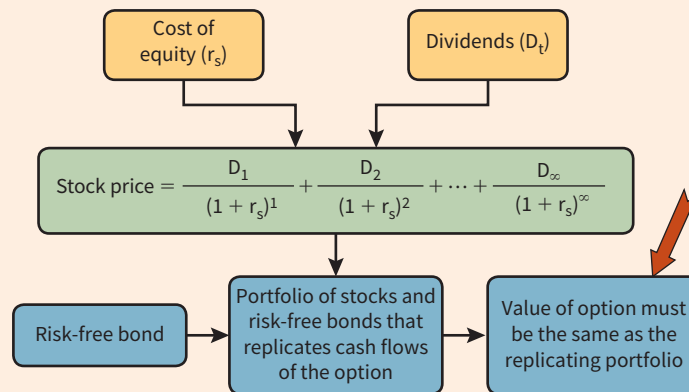 Cost of
equity (rₛ)
Dividends (Dₜ)
Stock price = D₁/(1 + rₛ)¹ + D₂/(1 + rₛ)² + ⋯ + D∞/(1 + rₛ)^∞
Portfolio of stocks and
risk-free bonds that
replicates cash flows
of the option
Risk-free bond
Value of option must
be the same as the
replicating portfolio